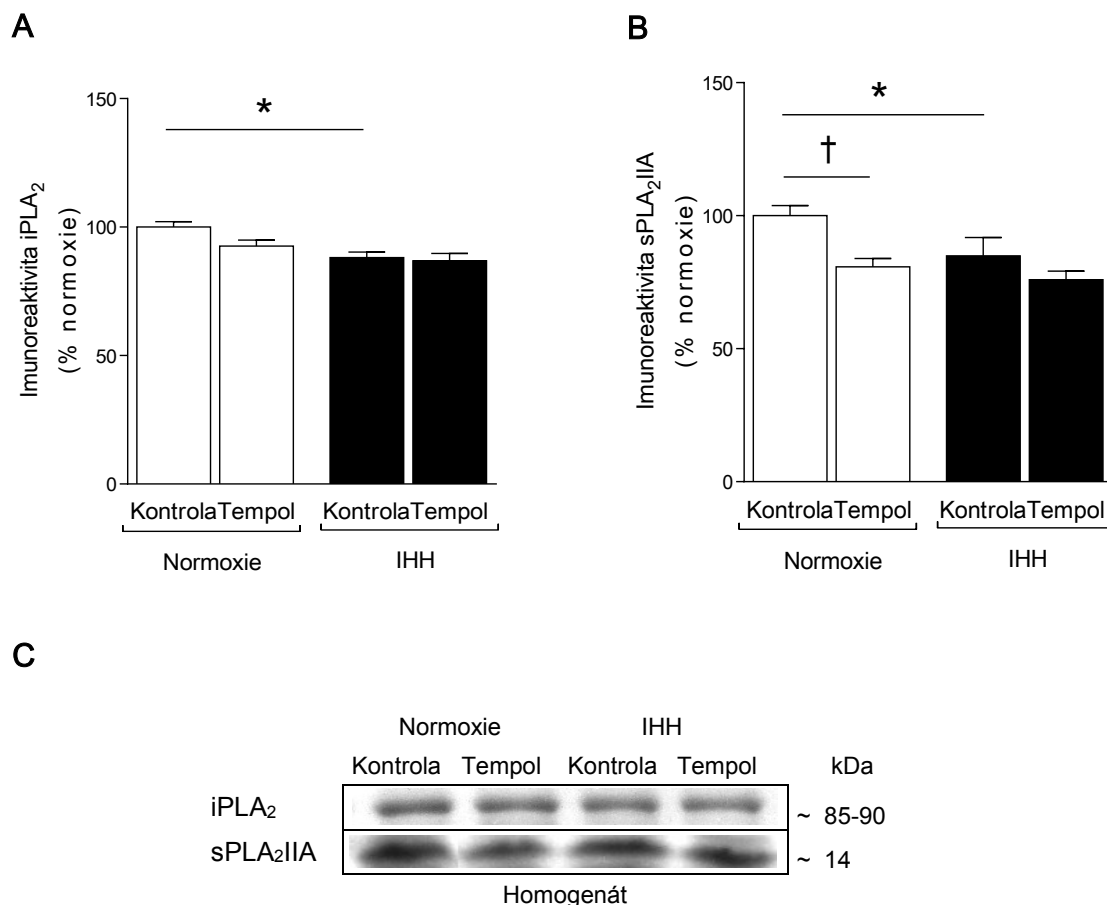 A
Imunoreaktivita iPLA₂
(% normoxie)
150
100
50
0
*
Kontrola Tempol Kontrola Tempol
Normoxie IHH
B
Imunoreaktivita sPLA₂IIA
(% normoxie)
150
100
50
0
*
†
Kontrola Tempol Kontrola Tempol
Normoxie IHH
C
Normoxie IHH
Kontrola Tempol Kontrola Tempol kDa
iPLA₂ ~ 85-90
sPLA₂IIA ~ 14
Homogenát